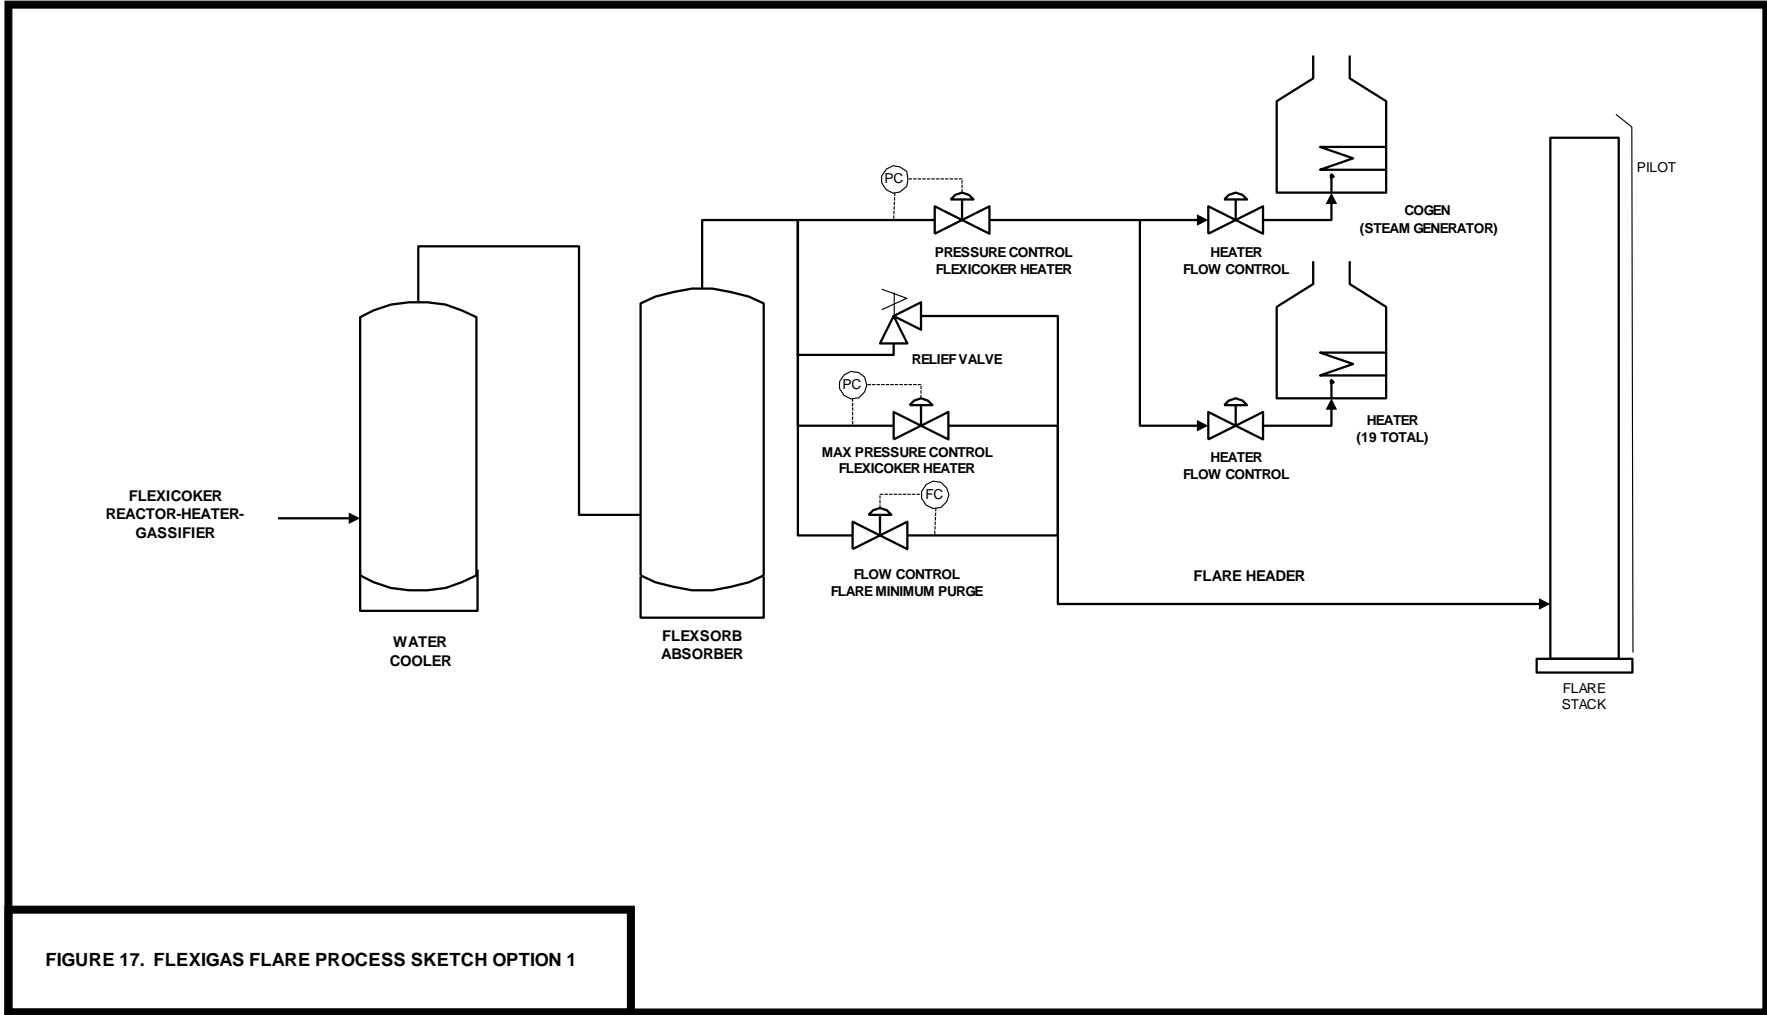 PILOT
PC
COGEN
(STEAM GENERATOR)
PRESSURE CONTROL
FLEXICOKER HEATER
HEATER
FLOW CONTROL
RELIEF VALVE
PC
MAX PRESSURE CONTROL
FLEXICOKER HEATER
HEATER
(19 TOTAL)
HEATER
FLOW CONTROL
FLEXICOKER
REACTOR-HEATER-
GASSIFIER
FC
FLOW CONTROL
FLARE MINIMUM PURGE
FLARE HEADER
WATER
COOLER
FLEXSORB
ABSORBER
FLARE
STACK
FIGURE 17. FLEXIGAS FLARE PROCESS SKETCH OPTION 1